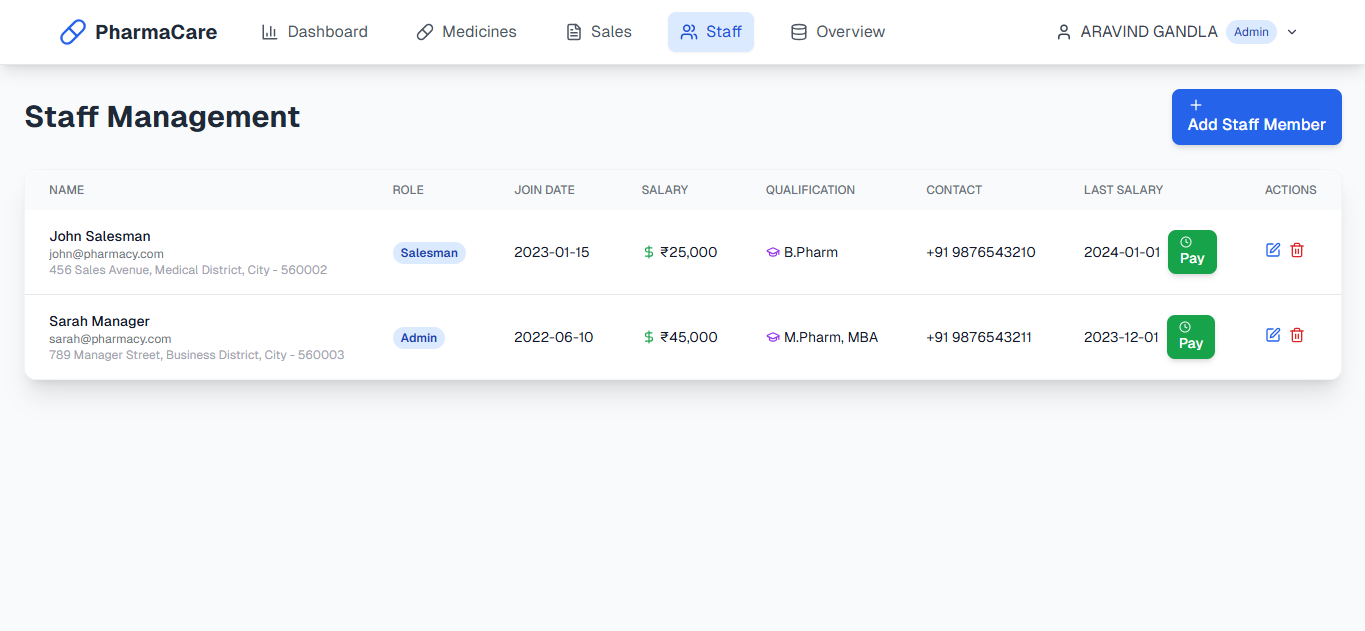 PharmaCare Dashboard Medicines Sales Staff Overview ARAVIND GANDLA Admin
Staff Management
+ Add Staff Member
NAME ROLE JOIN DATE SALARY QUALIFICATION CONTACT LAST SALARY ACTIONS
John Salesman
john@pharmacy.com
456 Sales Avenue, Medical District, City - 560002
Salesman 2023-01-15 $ ₹25,000 B.Pharm +91 9876543210 2024-01-01 Pay
Sarah Manager
sarah@pharmacy.com
789 Manager Street, Business District, City - 560003
Admin 2022-06-10 $ ₹45,000 M.Pharm, MBA +91 9876543211 2023-12-01 Pay